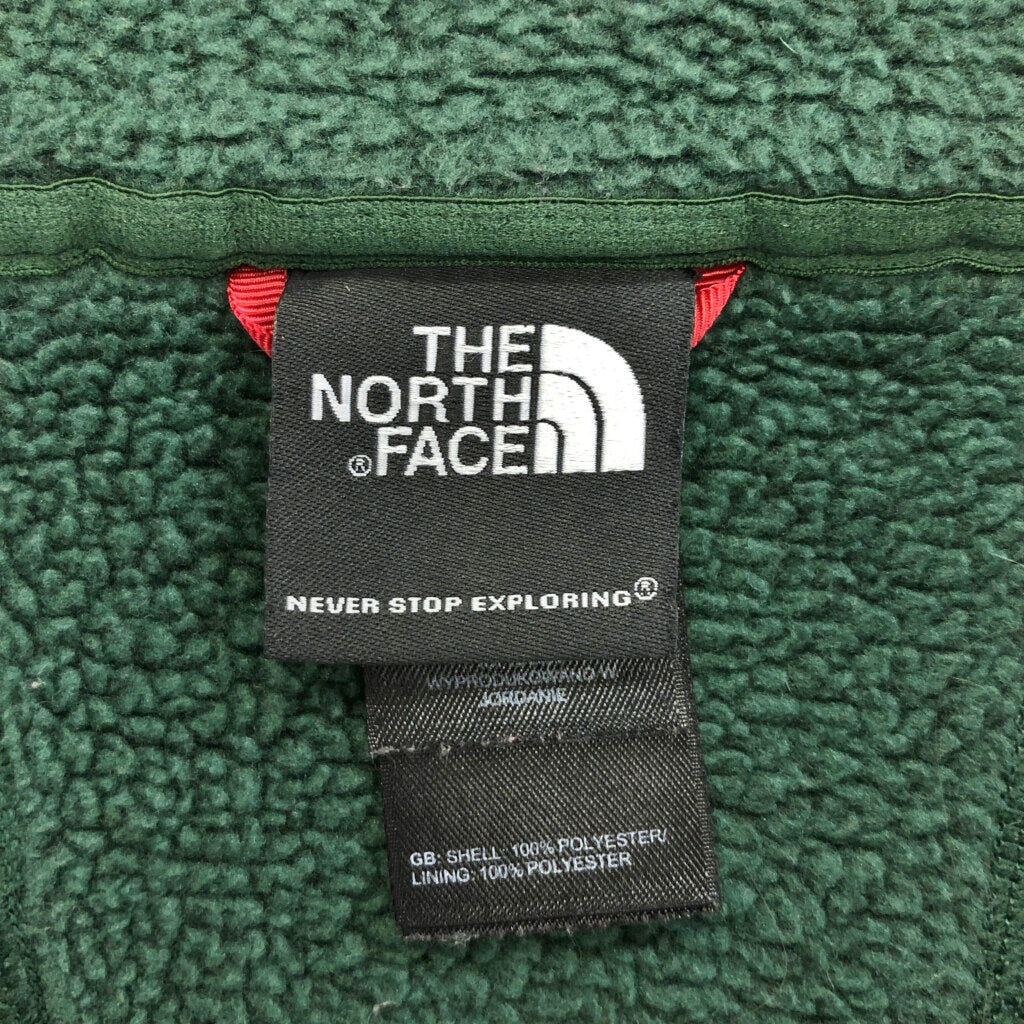 THE
NORTH
®FACE
NEVER STOP EXPLORING®
WYPRODUKOWANO W
JORDANIE
GB: SHELL: 100% POLYESTER/
LINING: 100% POLYESTER